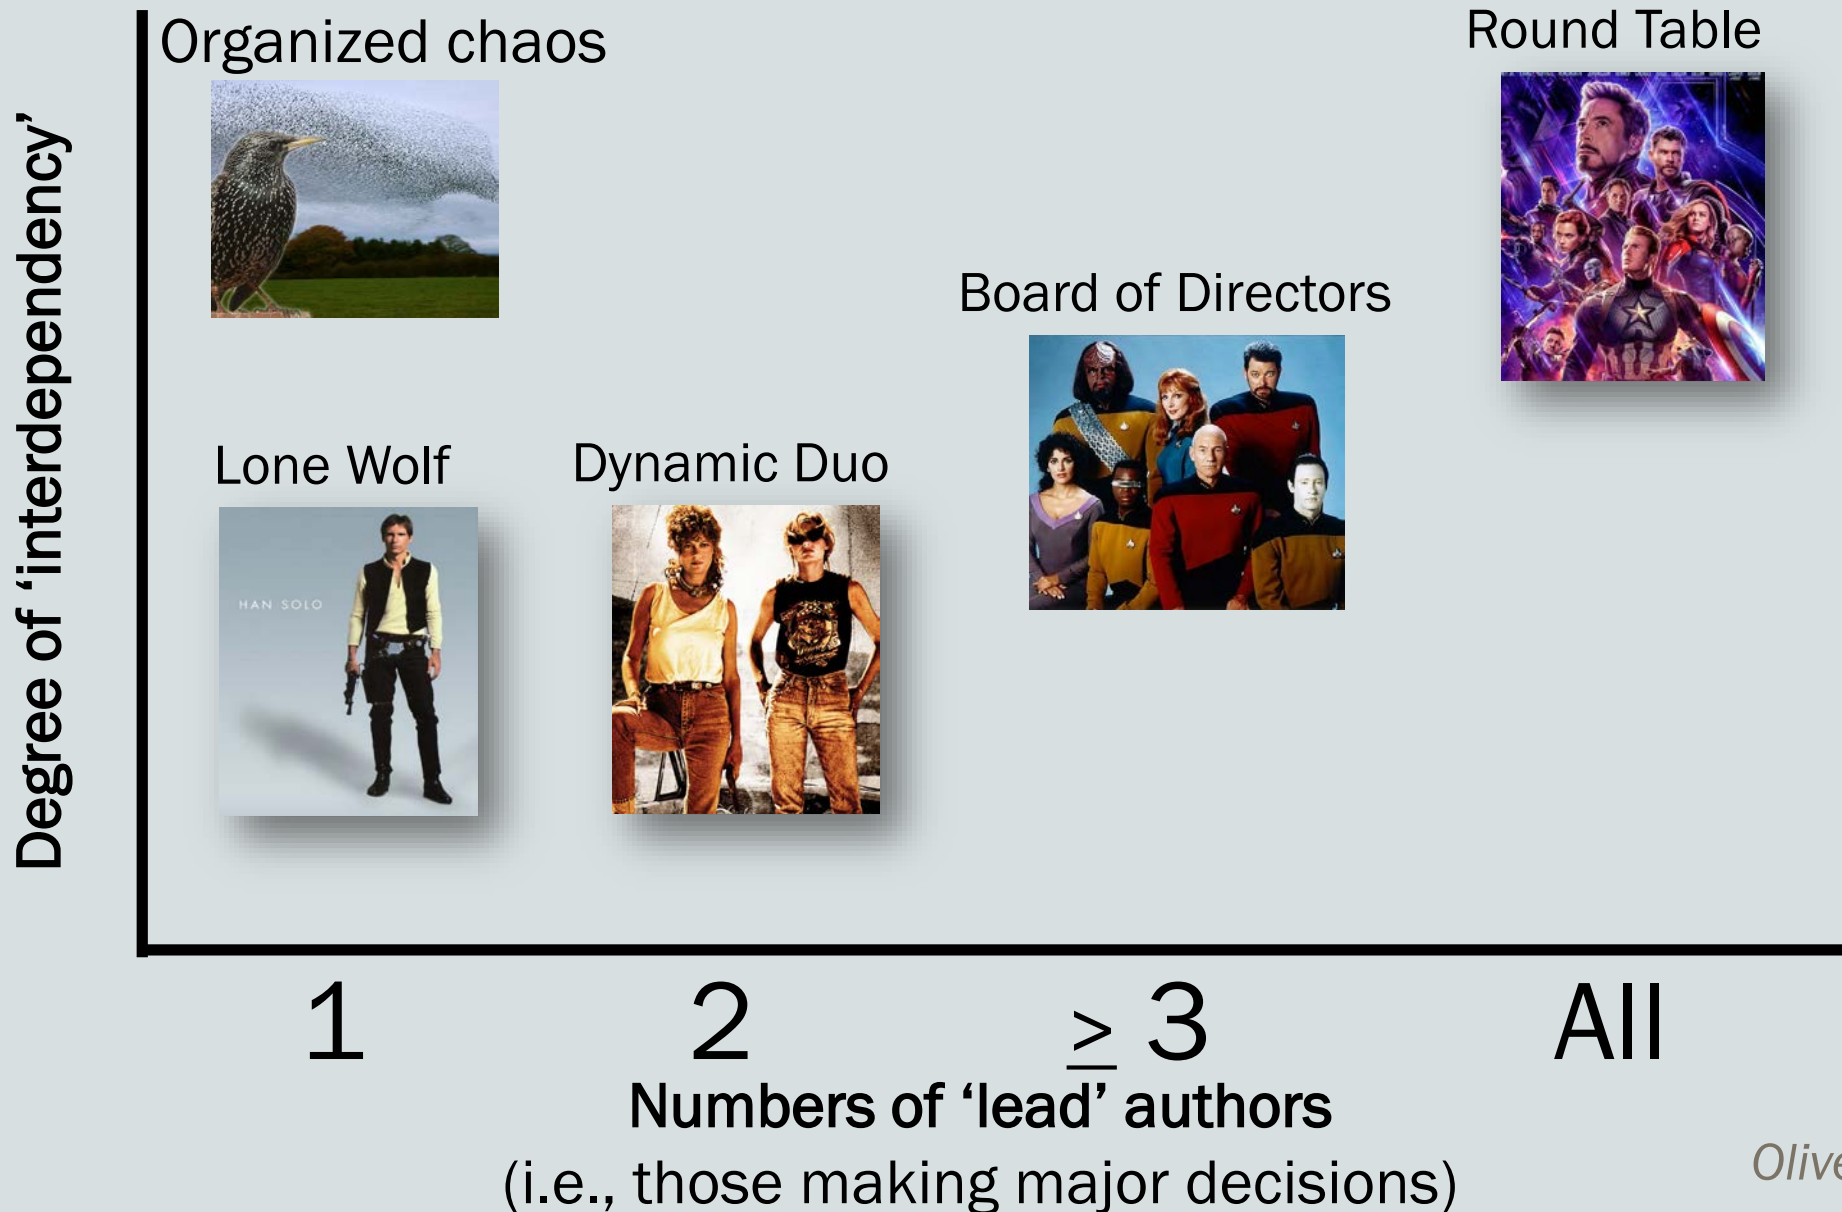 Organized chaos
Round Table
Board of Directors
Lone Wolf
Dynamic Duo
HAN SOLO
Degree of ‘interdependency’
1
2
≥ 3
All
Numbers of ‘lead’ authors
(i.e., those making major decisions)